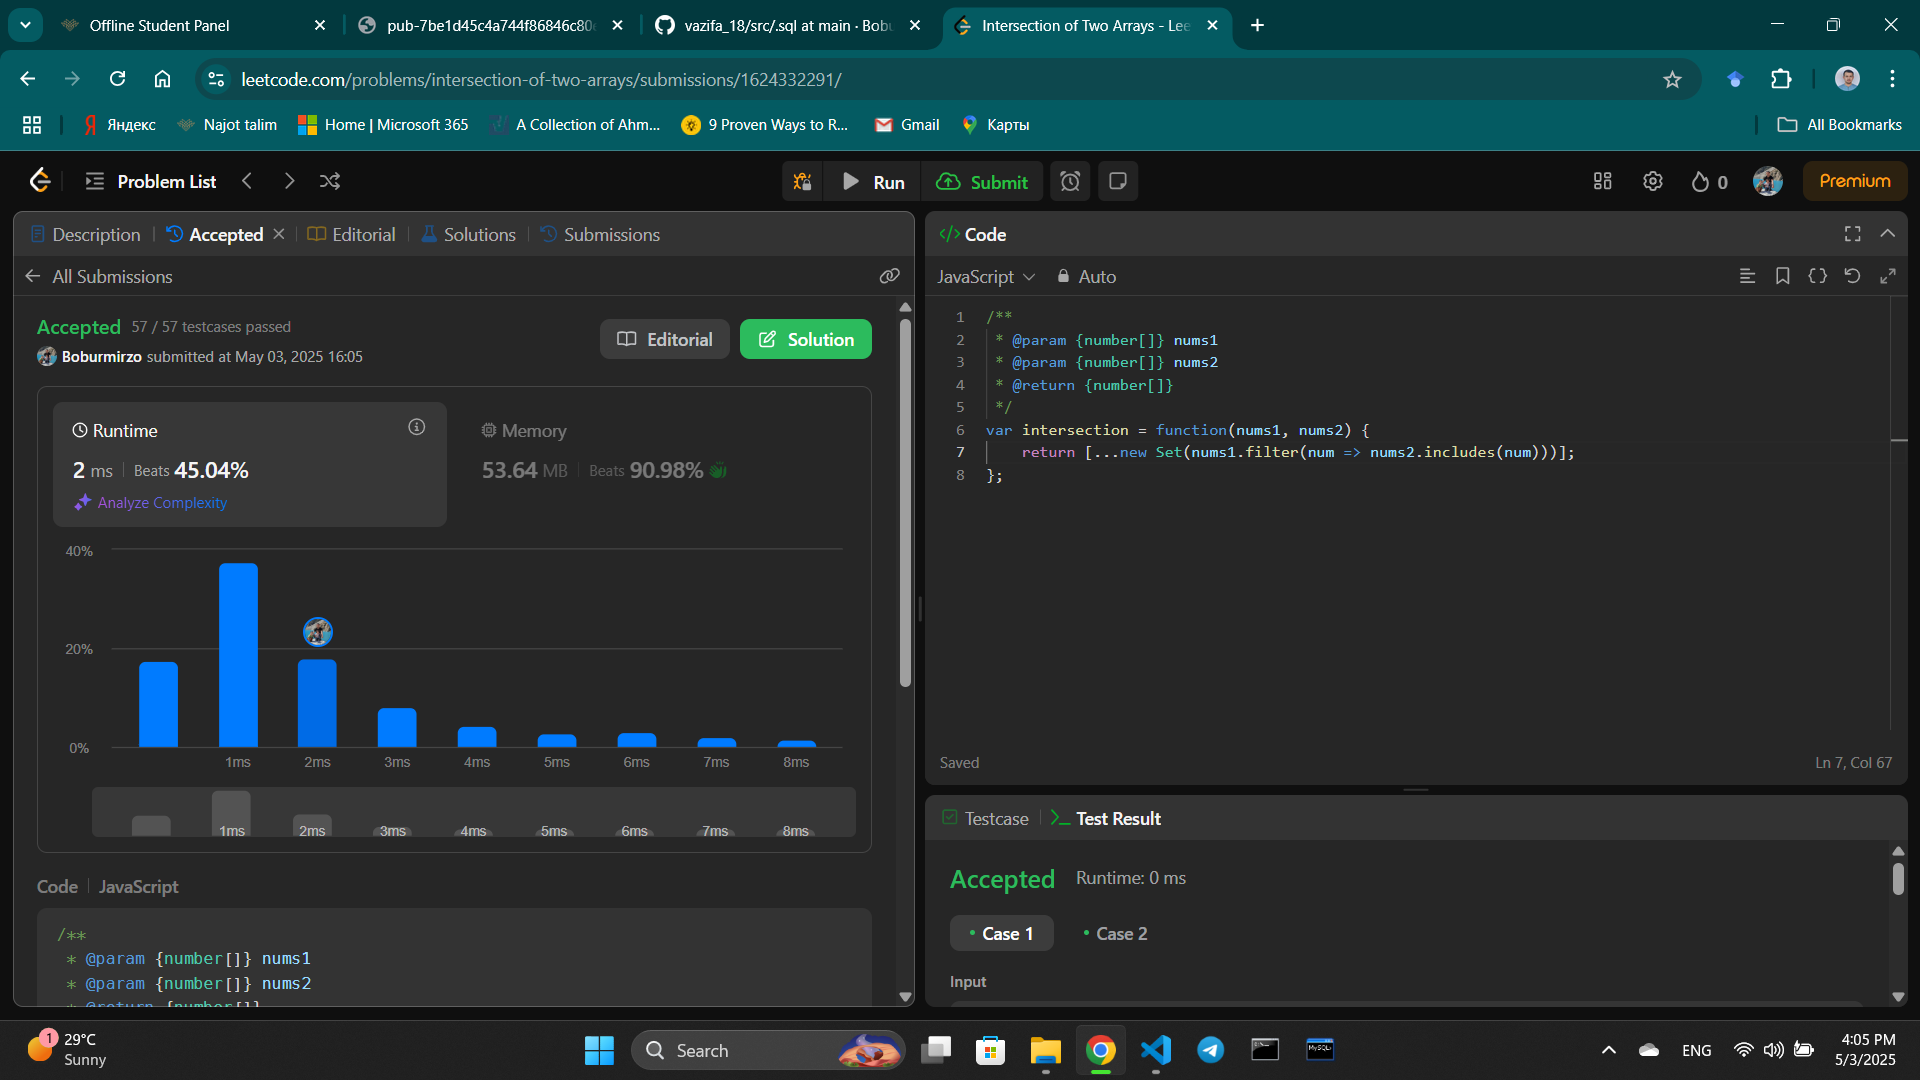 Offline Student Panel
pub-7be1d45c4a744f86846c80
vazifa_18/src/.sql at main · Bobu
Intersection of Two Arrays - Lee
leetcode.com/problems/intersection-of-two-arrays/submissions/1624332291/
Яндекс
Najot talim
Home | Microsoft 365
A Collection of Ahm...
9 Proven Ways to R...
Gmail
Карты
All Bookmarks
Problem List
Run
Submit
0
Premium
Description
Accepted
Editorial
Solutions
Submissions
All Submissions
Accepted 57 / 57 testcases passed
Boburmirzo submitted at May 03, 2025 16:05
Editorial
Solution
Runtime
2 ms Beats 45.04%
Analyze Complexity
Memory
53.64 MB Beats 90.98%
40%
20%
0%
1ms 2ms 3ms 4ms 5ms 6ms 7ms 8ms
1ms 2ms 3ms 4ms 5ms 6ms 7ms 8ms
Code JavaScript
/**
* @param {number[]} nums1
* @param {number[]} nums2
* @return {number[]}
</> Code
JavaScript
Auto
1 /**
2 * @param {number[]} nums1
3 * @param {number[]} nums2
4 * @return {number[]}
5 */
6 var intersection = function(nums1, nums2) {
7 return [...new Set(nums1.filter(num => nums2.includes(num)))];
8 };
Saved
Ln 7, Col 67
Testcase
Test Result
Accepted Runtime: 0 ms
Case 1
Case 2
Input
1
29°C
Sunny
Search
MySQL
ENG
4:05 PM
5/3/2025